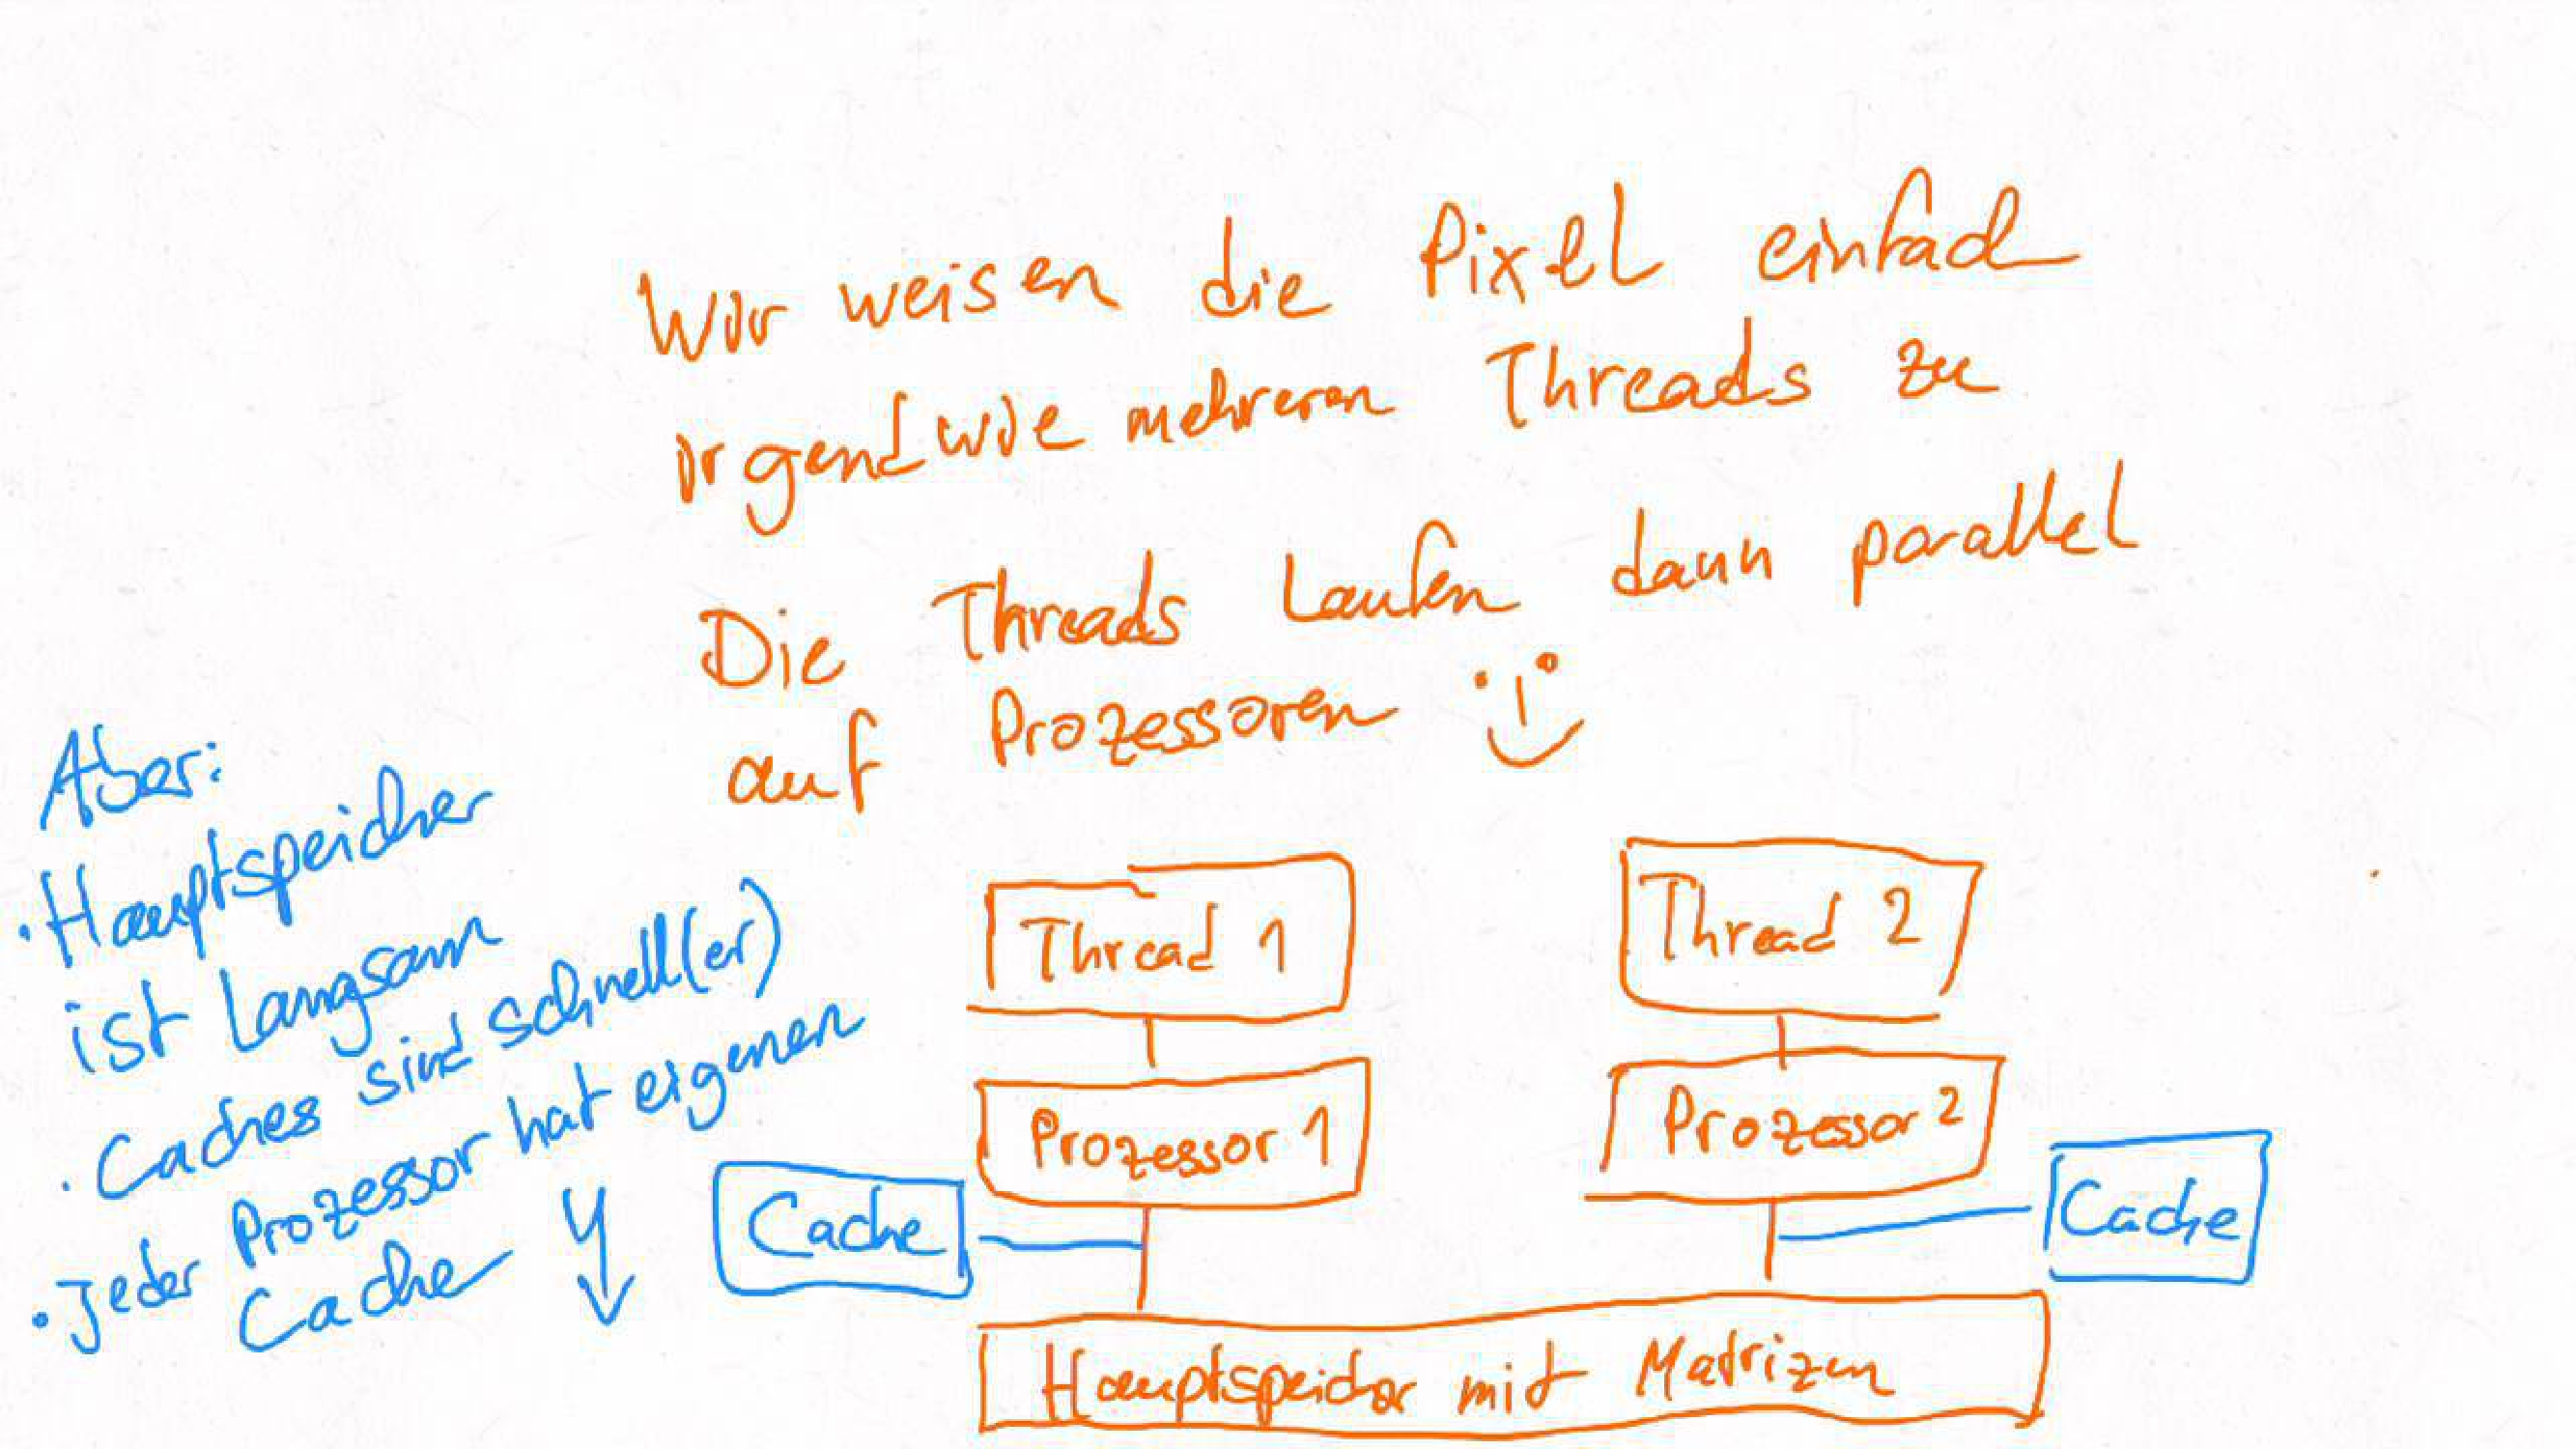 Wir weisen die Pixel einfach
irgendwie mehreren Threads zu
Die Threads laufen dann parallel
auf Prozessoren
Aber:
· Hauptspeicher
ist langsam
· Caches sind schnell(er)
· Jeder Prozessor hat eigenen
Cache
Thread 1
Thread 2
Prozessor 1
Prozessor 2
Cache
Cache
Hauptspeicher mit Matrizen